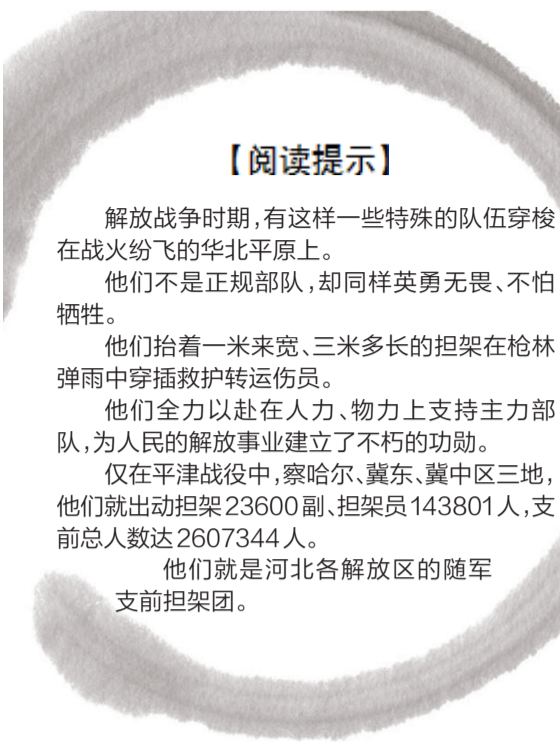 【阅读提示】
解放战争时期,有这样一些特殊的队伍穿梭
在战火纷飞的华北平原上。
他们不是正规部队,却同样英勇无畏、不怕
牺牲。
他们抬着一米来宽、三米多长的担架在枪林
弹雨中穿插救护转运伤员。
他们全力以赴在人力、物力上支持主力部
队,为人民的解放事业建立了不朽的功勋。
仅在平津战役中,察哈尔、冀东、冀中区三地,
他们就出动担架23600副、担架员143801人,支
前总人数达2607344人。
他们就是河北各解放区的随军
支前担架团。